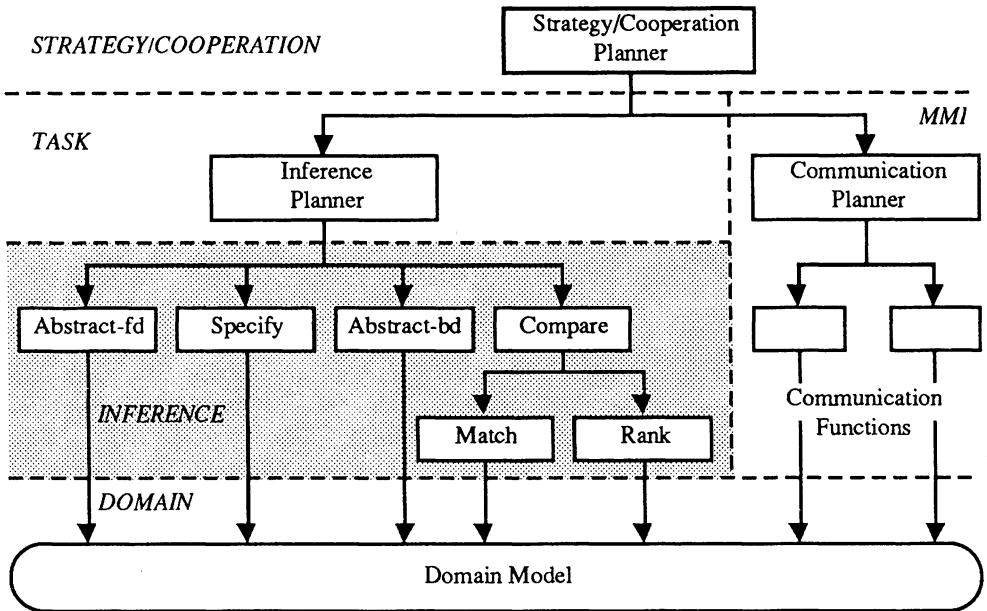 Strategy/Cooperation
Planner
STRATEGY/COOPERATION
MMI
TASK
Inference
Planner
Communication
Planner
Abstract-fd
Specify
Abstract-bd
Compare
INFERENCE
Match
Rank
Communication
Functions
DOMAIN
Domain Model